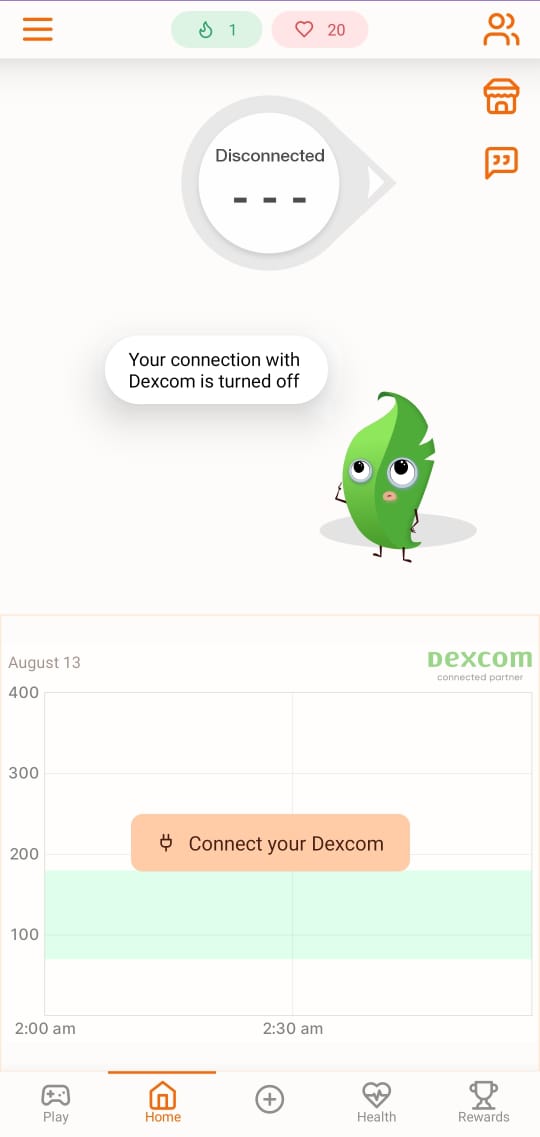 1
20
Disconnected
- - -
Your connection with
Dexcom is turned off
August 13
Dexcom
connected partner
400
300
Connect your Dexcom
200
100
2:00 am
2:30 am
Play
Home
Health
Rewards